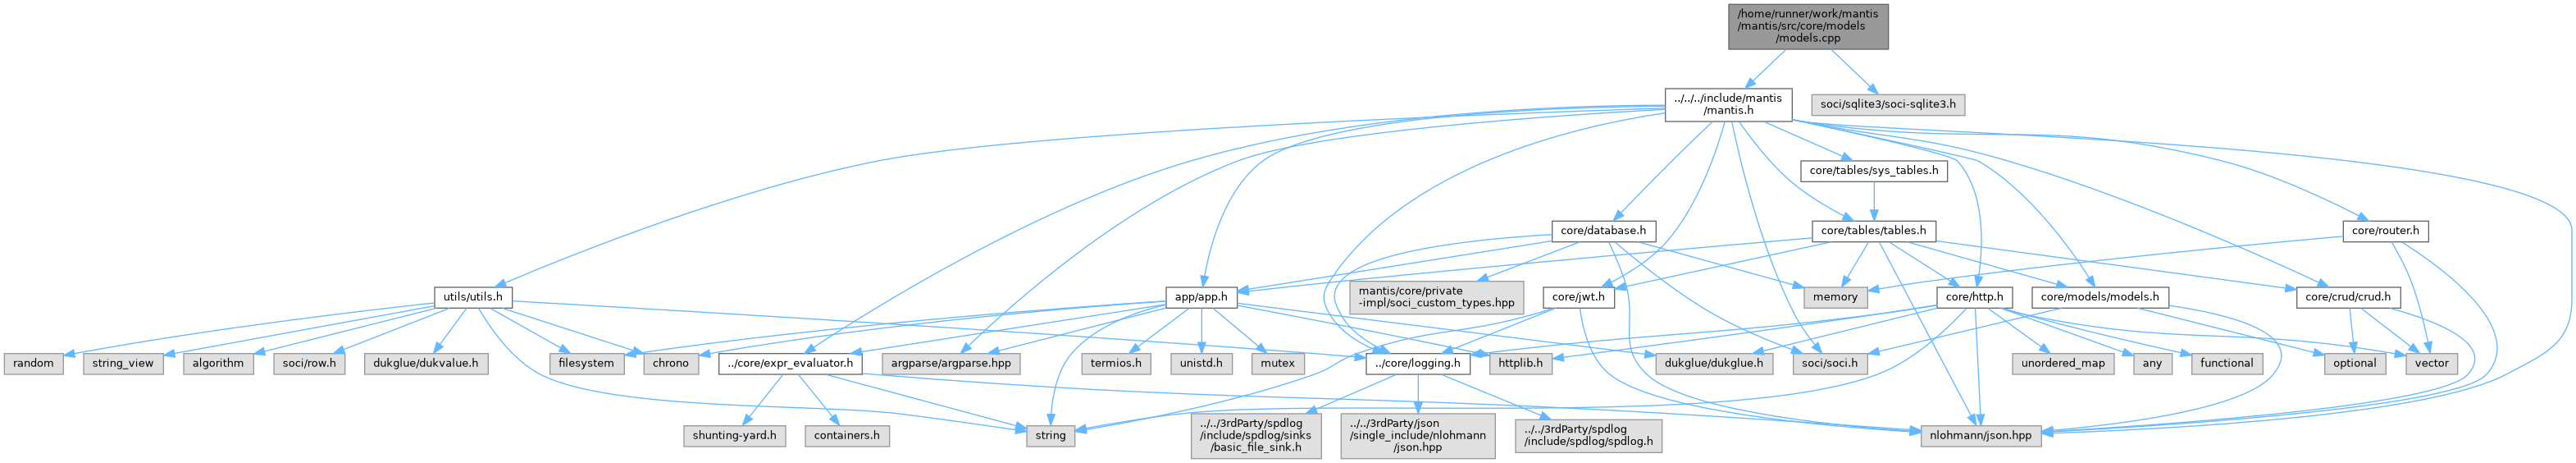 /home/runner/work/mantis
/mantis/src/core/models
/models.cpp
../../../include/mantis
/mantis.h
soci/sqlite3/soci-sqlite3.h
core/tables/sys_tables.h
core/database.h
core/tables/tables.h
core/router.h
utils/utils.h
app/app.h
mantis/core/private
-impl/soci_custom_types.hpp
core/jwt.h
memory
core/http.h
core/models/models.h
core/crud/crud.h
random
string_view
algorithm
soci/row.h
dukglue/dukvalue.h
filesystem
chrono
../core/expr_evaluator.h
argparse/argparse.hpp
termios.h
unistd.h
mutex
../core/logging.h
httplib.h
dukglue/dukglue.h
soci/soci.h
unordered_map
any
functional
optional
vector
shunting-yard.h
containers.h
string
../../3rdParty/spdlog
/include/spdlog/sinks
/basic_file_sink.h
../../3rdParty/json
/single_include/nlohmann
/json.hpp
../../3rdParty/spdlog
/include/spdlog/spdlog.h
nlohmann/json.hpp